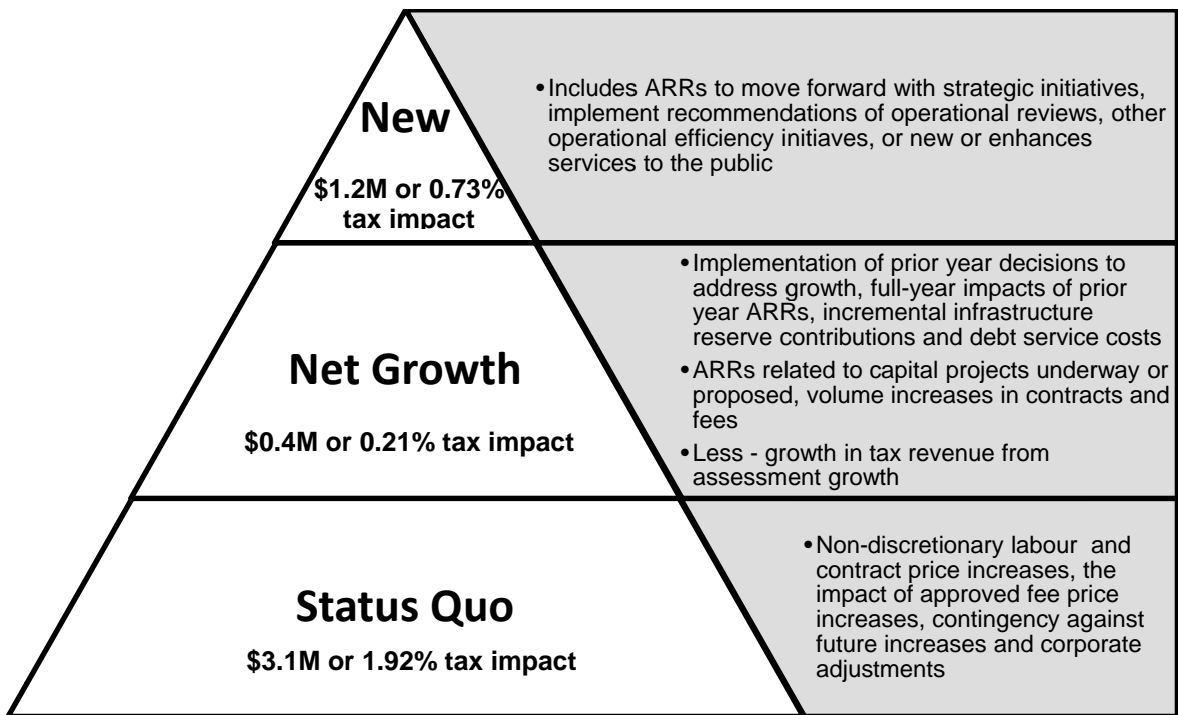 New
$1.2M or 0.73%
tax impact
•Includes ARRs to move forward with strategic initiatives,
implement recommendations of operational reviews, other
operational efficiency initiaves, or new or enhances
services to the public
Net Growth
$0.4M or 0.21% tax impact
•Implementation of prior year decisions to
address growth, full-year impacts of prior
year ARRs, incremental infrastructure
reserve contributions and debt service costs
•ARRs related to capital projects underway or
proposed, volume increases in contracts and
fees
•Less - growth in tax revenue from
assessment growth
Status Quo
$3.1M or 1.92% tax impact
•Non-discretionary labour and
contract price increases, the
impact of approved fee price
increases, contingency against
future increases and corporate
adjustments